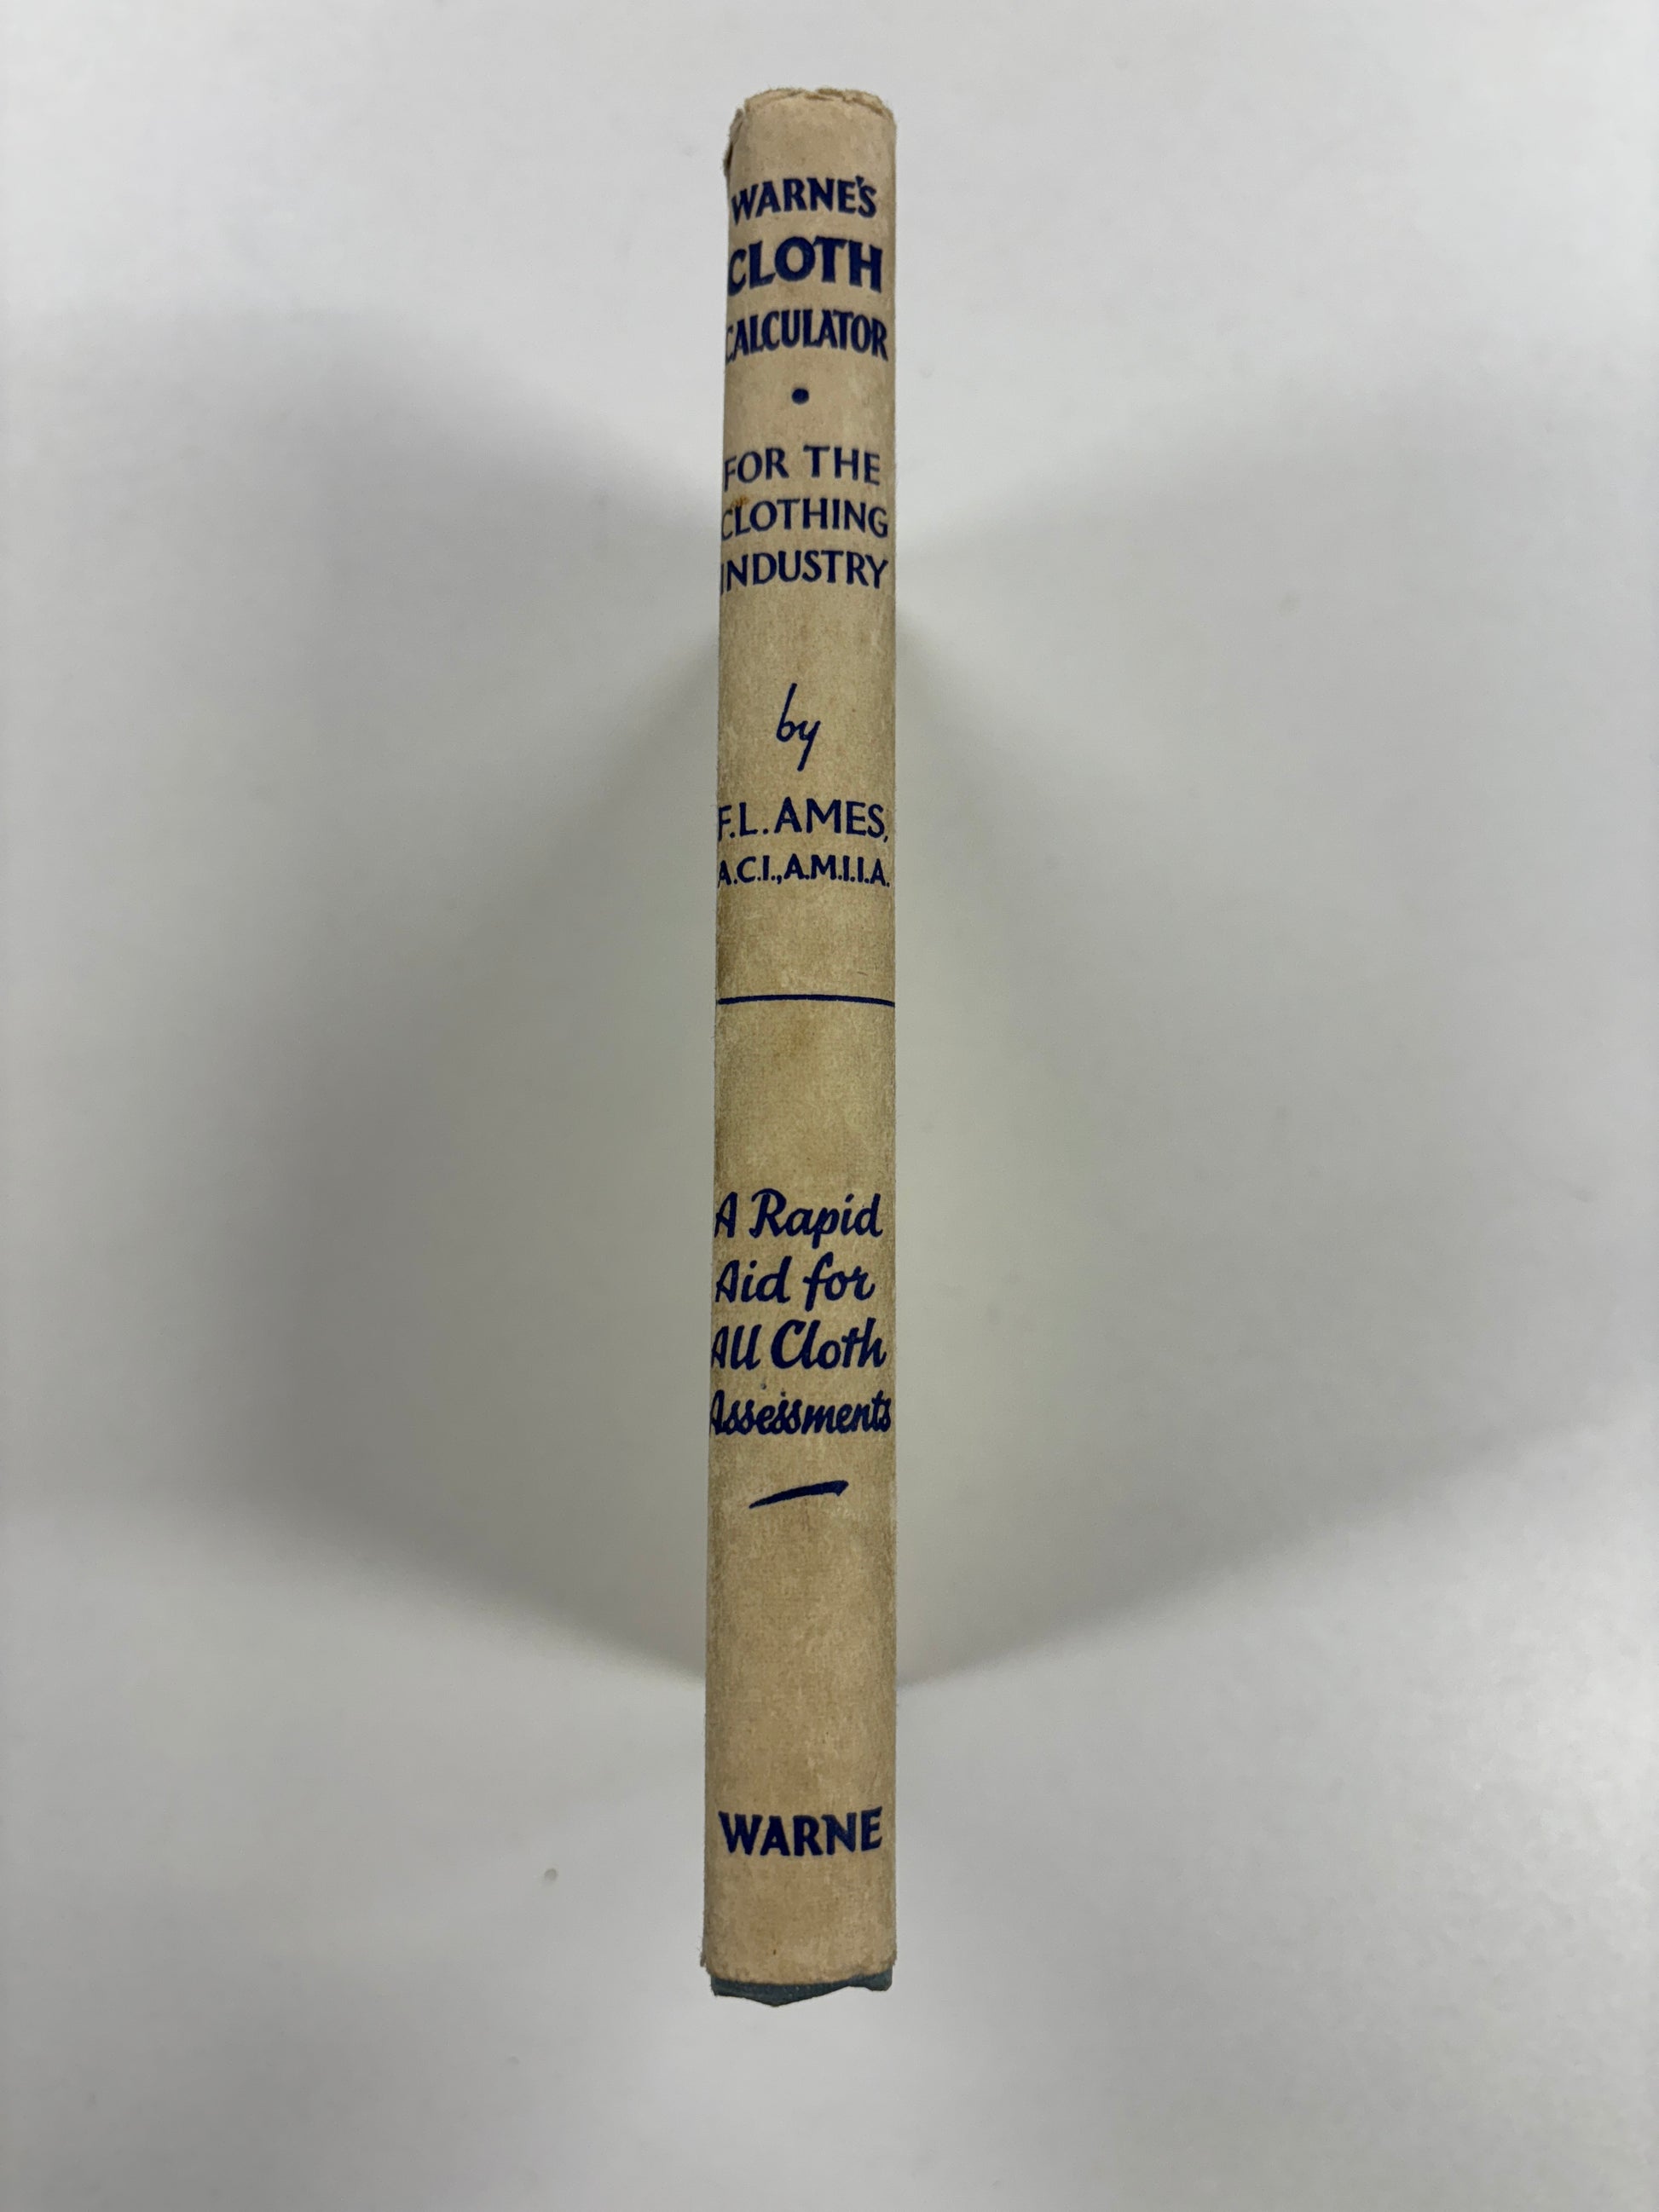 WARNE'S
CLOTH
CALCULATOR
•
FOR THE
CLOTHING
INDUSTRY
by
F.L. AMES,
A.C.I., A.M.I.I.A.
A Rapid
Aid for
All Cloth
Assessments
WARNE